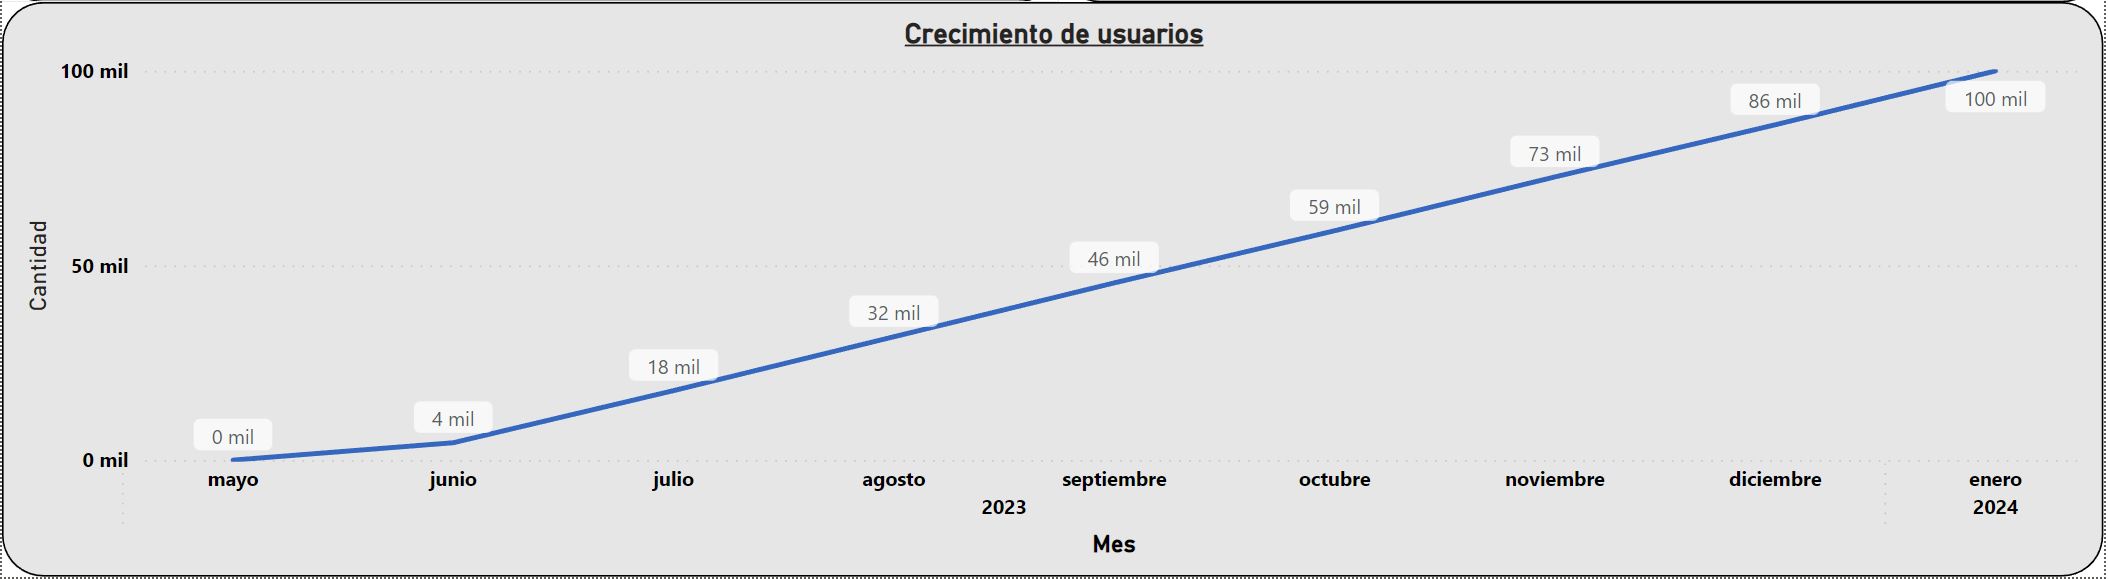 Crecimiento de usuarios
100 mil
50 mil
0 mil
Cantidad
0 mil
4 mil
18 mil
32 mil
46 mil
59 mil
73 mil
86 mil
100 mil
mayo junio julio agosto septiembre octubre noviembre diciembre enero
2023 2024
Mes